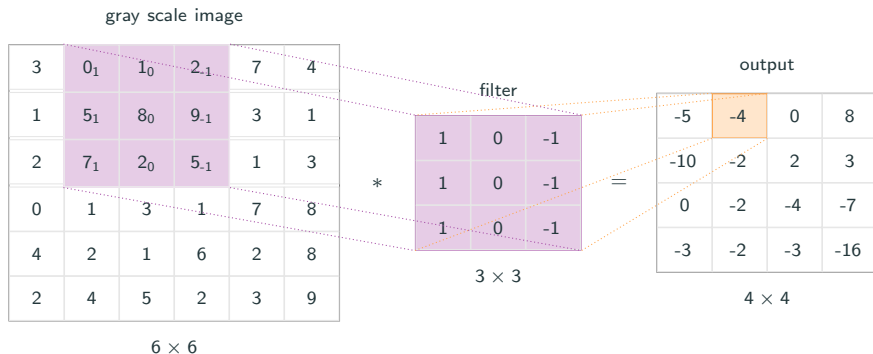 gray scale image
3 0₁ 1₀ 2₋₁ 7 4
1 5₁ 8₀ 9₋₁ 3 1
2 7₁ 2₀ 5₋₁ 1 3
0 1 3 1 7 8
4 2 1 6 2 8
2 4 5 2 3 9
6 × 6
*
filter
1 0 -1
1 0 -1
1 0 -1
3 × 3
=
output
-5 -4 0 8
-10 -2 2 3
0 -2 -4 -7
-3 -2 -3 -16
4 × 4